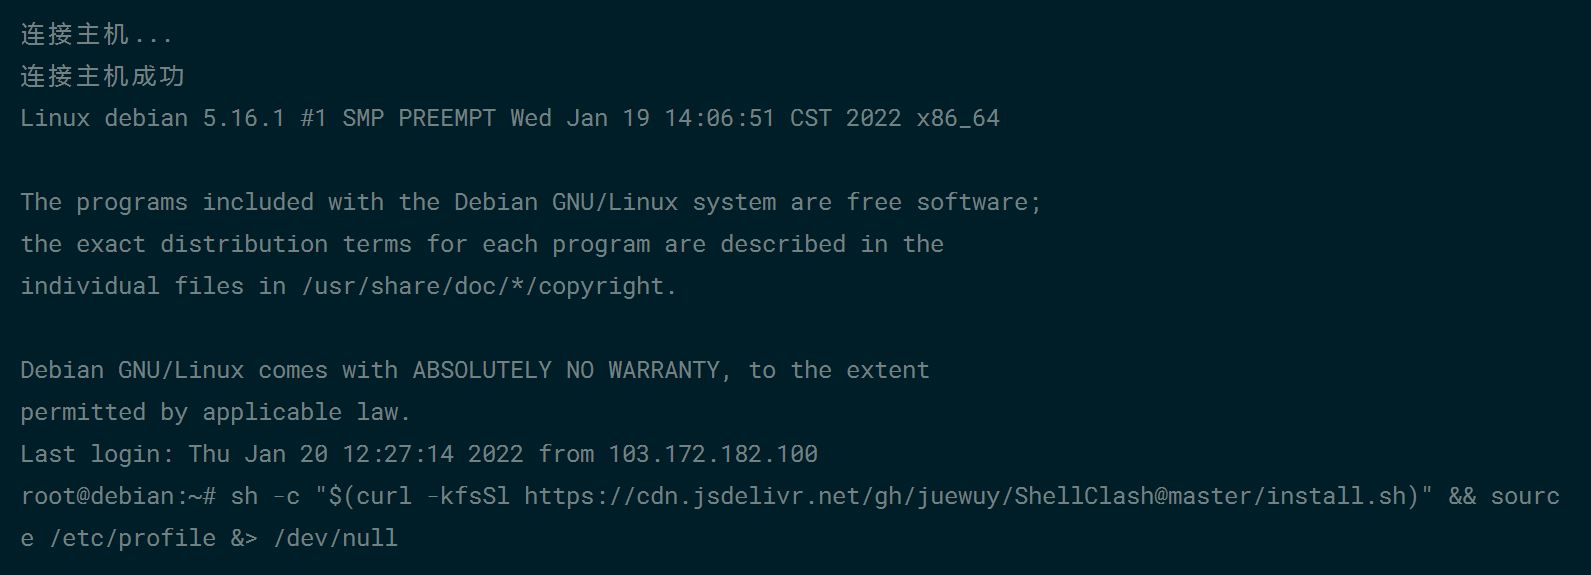 连接主机...
连接主机成功
Linux debian 5.16.1 #1 SMP PREEMPT Wed Jan 19 14:06:51 CST 2022 x86_64
The programs included with the Debian GNU/Linux system are free software;
the exact distribution terms for each program are described in the
individual files in /usr/share/doc/*/copyright.
Debian GNU/Linux comes with ABSOLUTELY NO WARRANTY, to the extent
permitted by applicable law.
Last login: Thu Jan 20 12:27:14 2022 from 103.172.182.100
root@debian:~# sh -c "$(curl -kfsSl https://cdn.jsdelivr.net/gh/juewuy/ShellClash@master/install.sh)" && sourc
e /etc/profile &> /dev/null